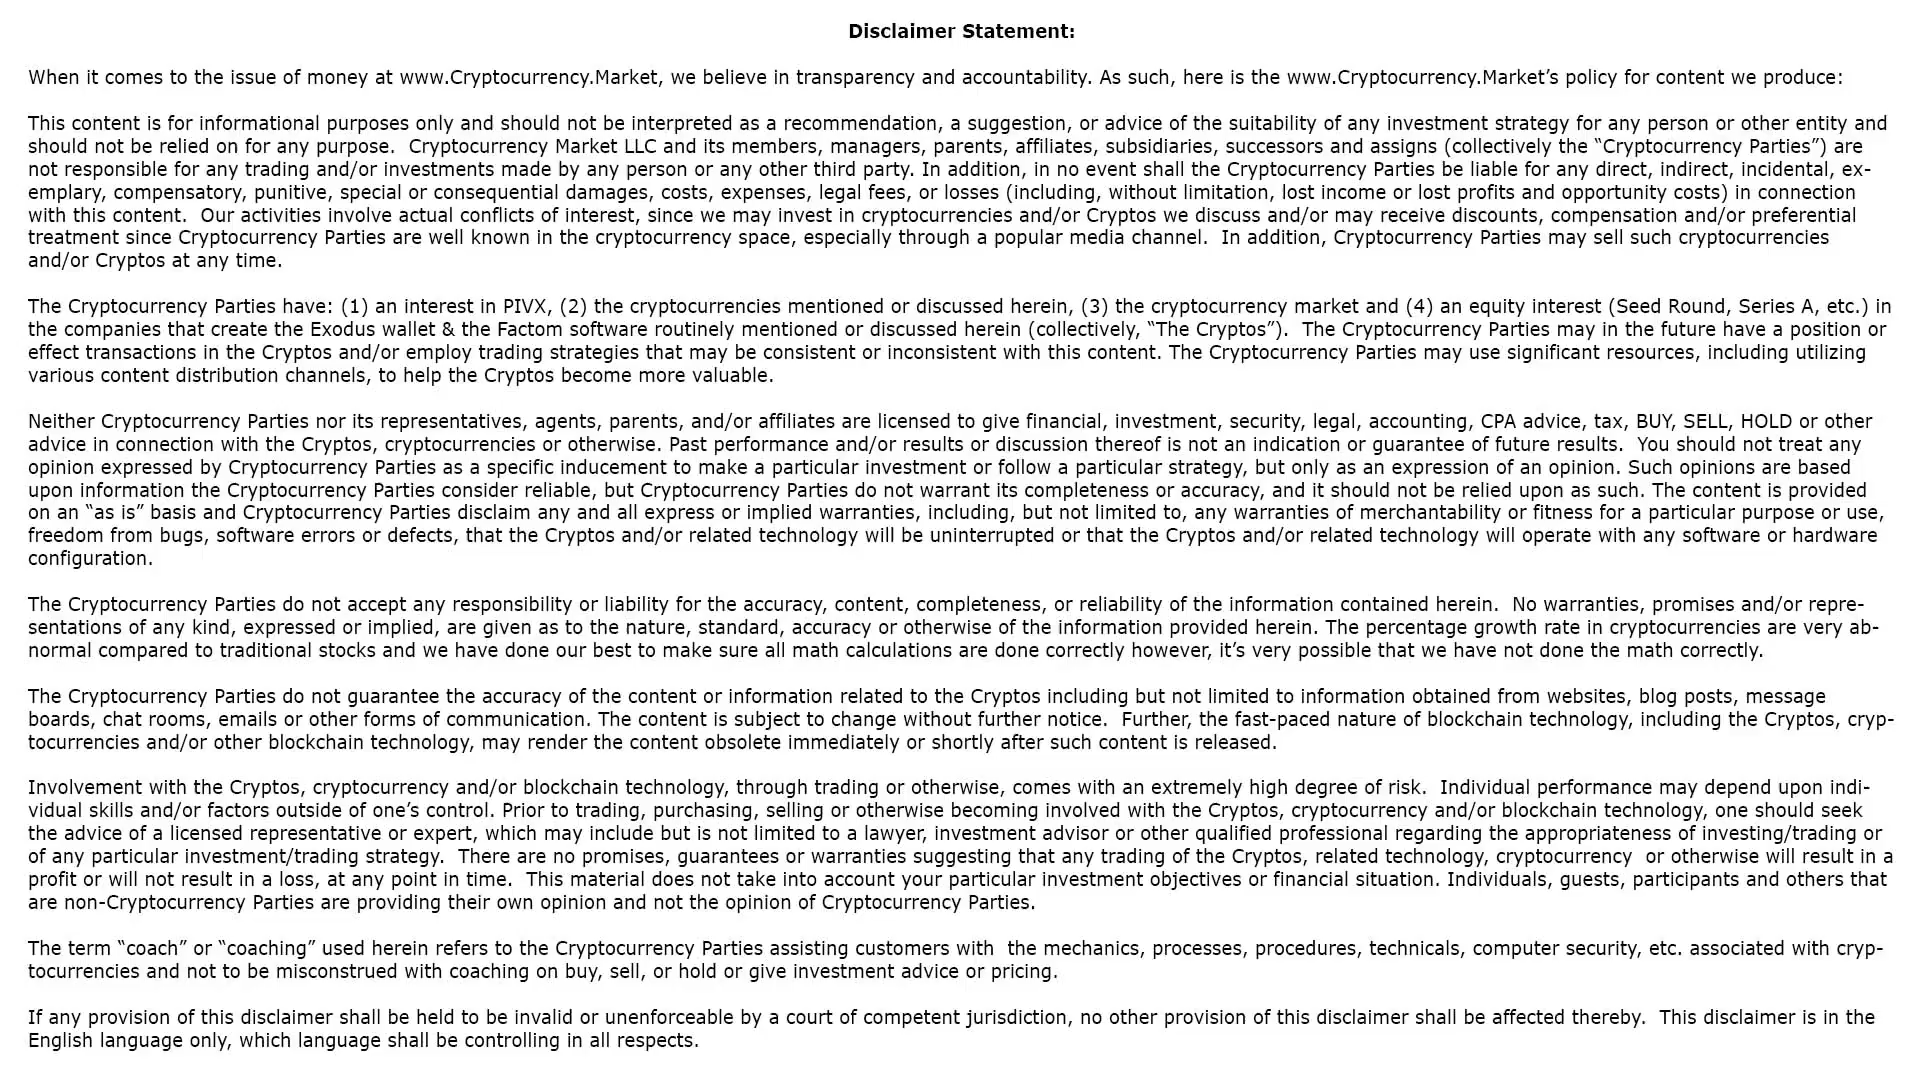 Disclaimer Statement:
When it comes to the issue of money at www.Cryptocurrency.Market, we believe in transparency and accountability. As such, here is the www.Cryptocurrency.Market’s policy for content we produce:
This content is for informational purposes only and should not be interpreted as a recommendation, a suggestion, or advice of the suitability of any investment strategy for any person or other entity and
should not be relied on for any purpose.  Cryptocurrency Market LLC and its members, managers, parents, affiliates, subsidiaries, successors and assigns (collectively the “Cryptocurrency Parties”) are
not responsible for any trading and/or investments made by any person or any other third party. In addition, in no event shall the Cryptocurrency Parties be liable for any direct, indirect, incidental, ex-
emplary, compensatory, punitive, special or consequential damages, costs, expenses, legal fees, or losses (including, without limitation, lost income or lost profits and opportunity costs) in connection
with this content.  Our activities involve actual conflicts of interest, since we may invest in cryptocurrencies and/or Cryptos we discuss and/or may receive discounts, compensation and/or preferential
treatment since Cryptocurrency Parties are well known in the cryptocurrency space, especially through a popular media channel.  In addition, Cryptocurrency Parties may sell such cryptocurrencies
and/or Cryptos at any time.
The Cryptocurrency Parties have: (1) an interest in PIVX, (2) the cryptocurrencies mentioned or discussed herein, (3) the cryptocurrency market and (4) an equity interest (Seed Round, Series A, etc.) in
the companies that create the Exodus wallet & the Factom software routinely mentioned or discussed herein (collectively, “The Cryptos”).  The Cryptocurrency Parties may in the future have a position or
effect transactions in the Cryptos and/or employ trading strategies that may be consistent or inconsistent with this content. The Cryptocurrency Parties may use significant resources, including utilizing
various content distribution channels, to help the Cryptos become more valuable.
Neither Cryptocurrency Parties nor its representatives, agents, parents, and/or affiliates are licensed to give financial, investment, security, legal, accounting, CPA advice, tax, BUY, SELL, HOLD or other
advice in connection with the Cryptos, cryptocurrencies or otherwise. Past performance and/or results or discussion thereof is not an indication or guarantee of future results.  You should not treat any
opinion expressed by Cryptocurrency Parties as a specific inducement to make a particular investment or follow a particular strategy, but only as an expression of an opinion. Such opinions are based
upon information the Cryptocurrency Parties consider reliable, but Cryptocurrency Parties do not warrant its completeness or accuracy, and it should not be relied upon as such. The content is provided
on an “as is” basis and Cryptocurrency Parties disclaim any and all express or implied warranties, including, but not limited to, any warranties of merchantability or fitness for a particular purpose or use,
freedom from bugs, software errors or defects, that the Cryptos and/or related technology will be uninterrupted or that the Cryptos and/or related technology will operate with any software or hardware
configuration.
The Cryptocurrency Parties do not accept any responsibility or liability for the accuracy, content, completeness, or reliability of the information contained herein.  No warranties, promises and/or repre-
sentations of any kind, expressed or implied, are given as to the nature, standard, accuracy or otherwise of the information provided herein. The percentage growth rate in cryptocurrencies are very ab-
normal compared to traditional stocks and we have done our best to make sure all math calculations are done correctly however, it’s very possible that we have not done the math correctly.
The Cryptocurrency Parties do not guarantee the accuracy of the content or information related to the Cryptos including but not limited to information obtained from websites, blog posts, message
boards, chat rooms, emails or other forms of communication. The content is subject to change without further notice.  Further, the fast-paced nature of blockchain technology, including the Cryptos, cryp-
tocurrencies and/or other blockchain technology, may render the content obsolete immediately or shortly after such content is released.
Involvement with the Cryptos, cryptocurrency and/or blockchain technology, through trading or otherwise, comes with an extremely high degree of risk.  Individual performance may depend upon indi-
vidual skills and/or factors outside of one’s control. Prior to trading, purchasing, selling or otherwise becoming involved with the Cryptos, cryptocurrency and/or blockchain technology, one should seek
the advice of a licensed representative or expert, which may include but is not limited to a lawyer, investment advisor or other qualified professional regarding the appropriateness of investing/trading or
of any particular investment/trading strategy.  There are no promises, guarantees or warranties suggesting that any trading of the Cryptos, related technology, cryptocurrency  or otherwise will result in a
profit or will not result in a loss, at any point in time.  This material does not take into account your particular investment objectives or financial situation. Individuals, guests, participants and others that
are non-Cryptocurrency Parties are providing their own opinion and not the opinion of Cryptocurrency Parties.
The term “coach” or “coaching” used herein refers to the Cryptocurrency Parties assisting customers with  the mechanics, processes, procedures, technicals, computer security, etc. associated with cryp-
tocurrencies and not to be misconstrued with coaching on buy, sell, or hold or give investment advice or pricing.
If any provision of this disclaimer shall be held to be invalid or unenforceable by a court of competent jurisdiction, no other provision of this disclaimer shall be affected thereby.  This disclaimer is in the
English language only, which language shall be controlling in all respects.